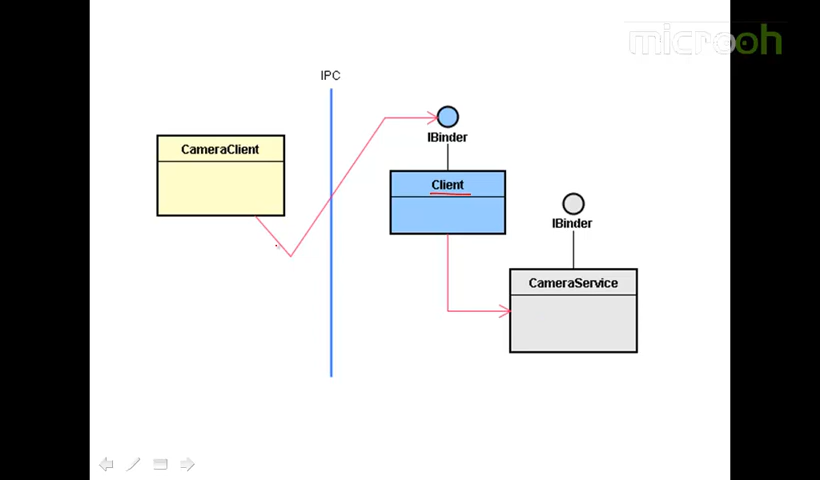 microoh
IPC
CameraClient
IBinder
Client
IBinder
CameraService